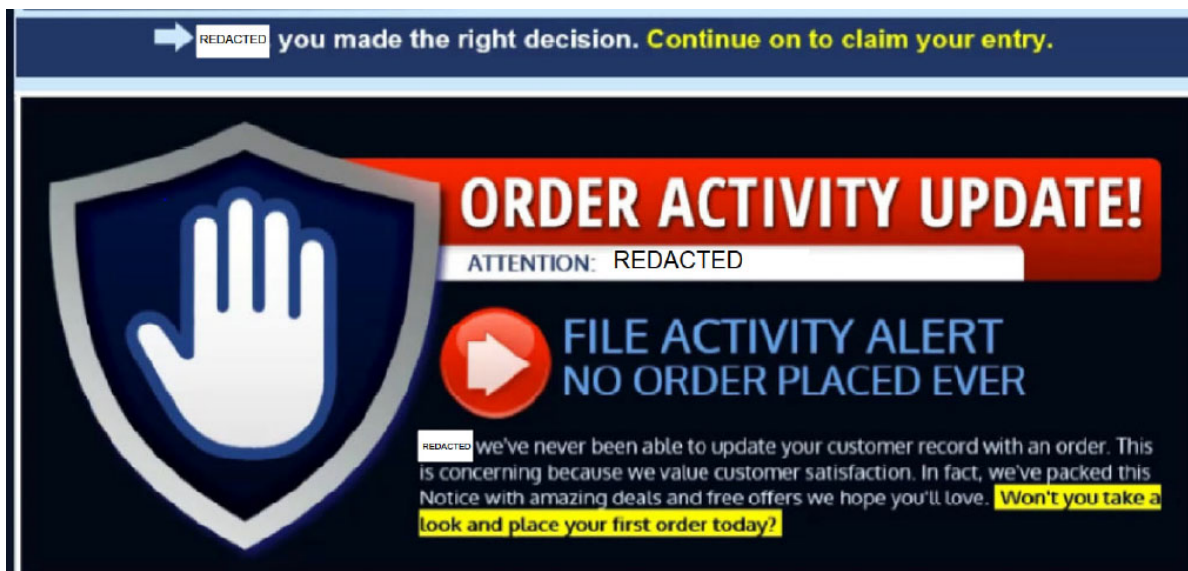 REDACTED you made the right decision. Continue on to claim your entry.
ORDER ACTIVITY UPDATE!
ATTENTION: REDACTED
FILE ACTIVITY ALERT
NO ORDER PLACED EVER
REDACTED we've never been able to update your customer record with an order. This
is concerning because we value customer satisfaction. In fact, we've packed this
Notice with amazing deals and free offers we hope you'll love. Won't you take a
look and place your first order today?